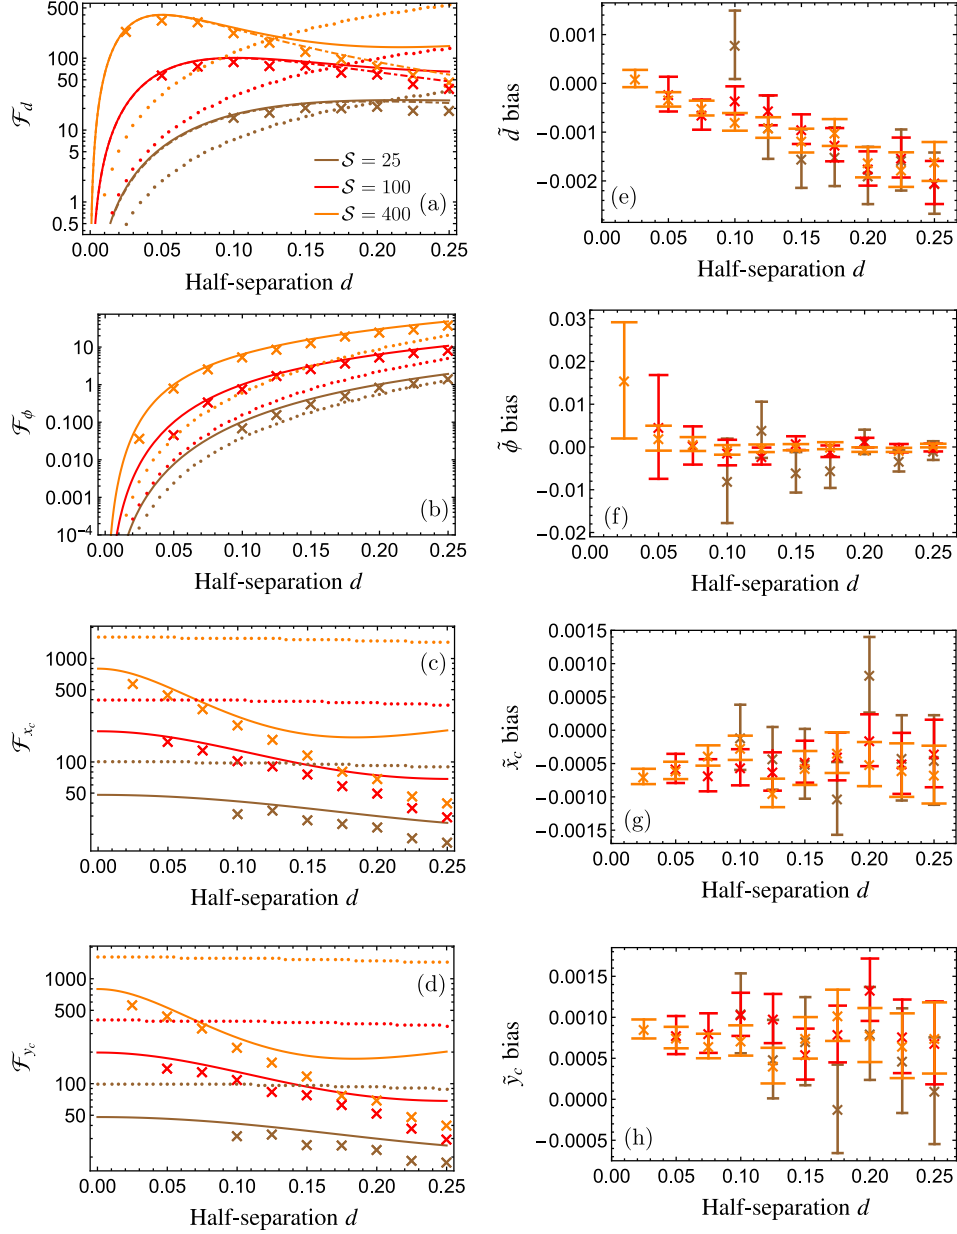 500
100
50
10
5
1
0.5
𝓕_d
𝒮 = 25
𝒮 = 100
𝒮 = 400
(a)
0.00 0.05 0.10 0.15 0.20 0.25
Half-separation d
0.001
0.000
−0.001
−0.002
d̃ bias
(e)
0.00 0.05 0.10 0.15 0.20 0.25
Half-separation d
10
1
0.100
0.010
0.001
10⁻⁴
𝓕_ϕ
(b)
0.00 0.05 0.10 0.15 0.20 0.25
Half-separation d
0.03
0.02
0.01
0.00
−0.01
−0.02
ϕ̃ bias
(f)
0.00 0.05 0.10 0.15 0.20 0.25
Half-separation d
1000
500
100
50
𝓕_{x_c}
(c)
0.00 0.05 0.10 0.15 0.20 0.25
Half-separation d
0.0015
0.0010
0.0005
0.0000
−0.0005
−0.0010
−0.0015
x̃_c bias
(g)
0.00 0.05 0.10 0.15 0.20 0.25
Half-separation d
1000
500
100
50
𝓕_{y_c}
(d)
0.00 0.05 0.10 0.15 0.20 0.25
Half-separation d
0.0015
0.0010
0.0005
0.0000
−0.0005
ỹ_c bias
(h)
0.00 0.05 0.10 0.15 0.20 0.25
Half-separation d